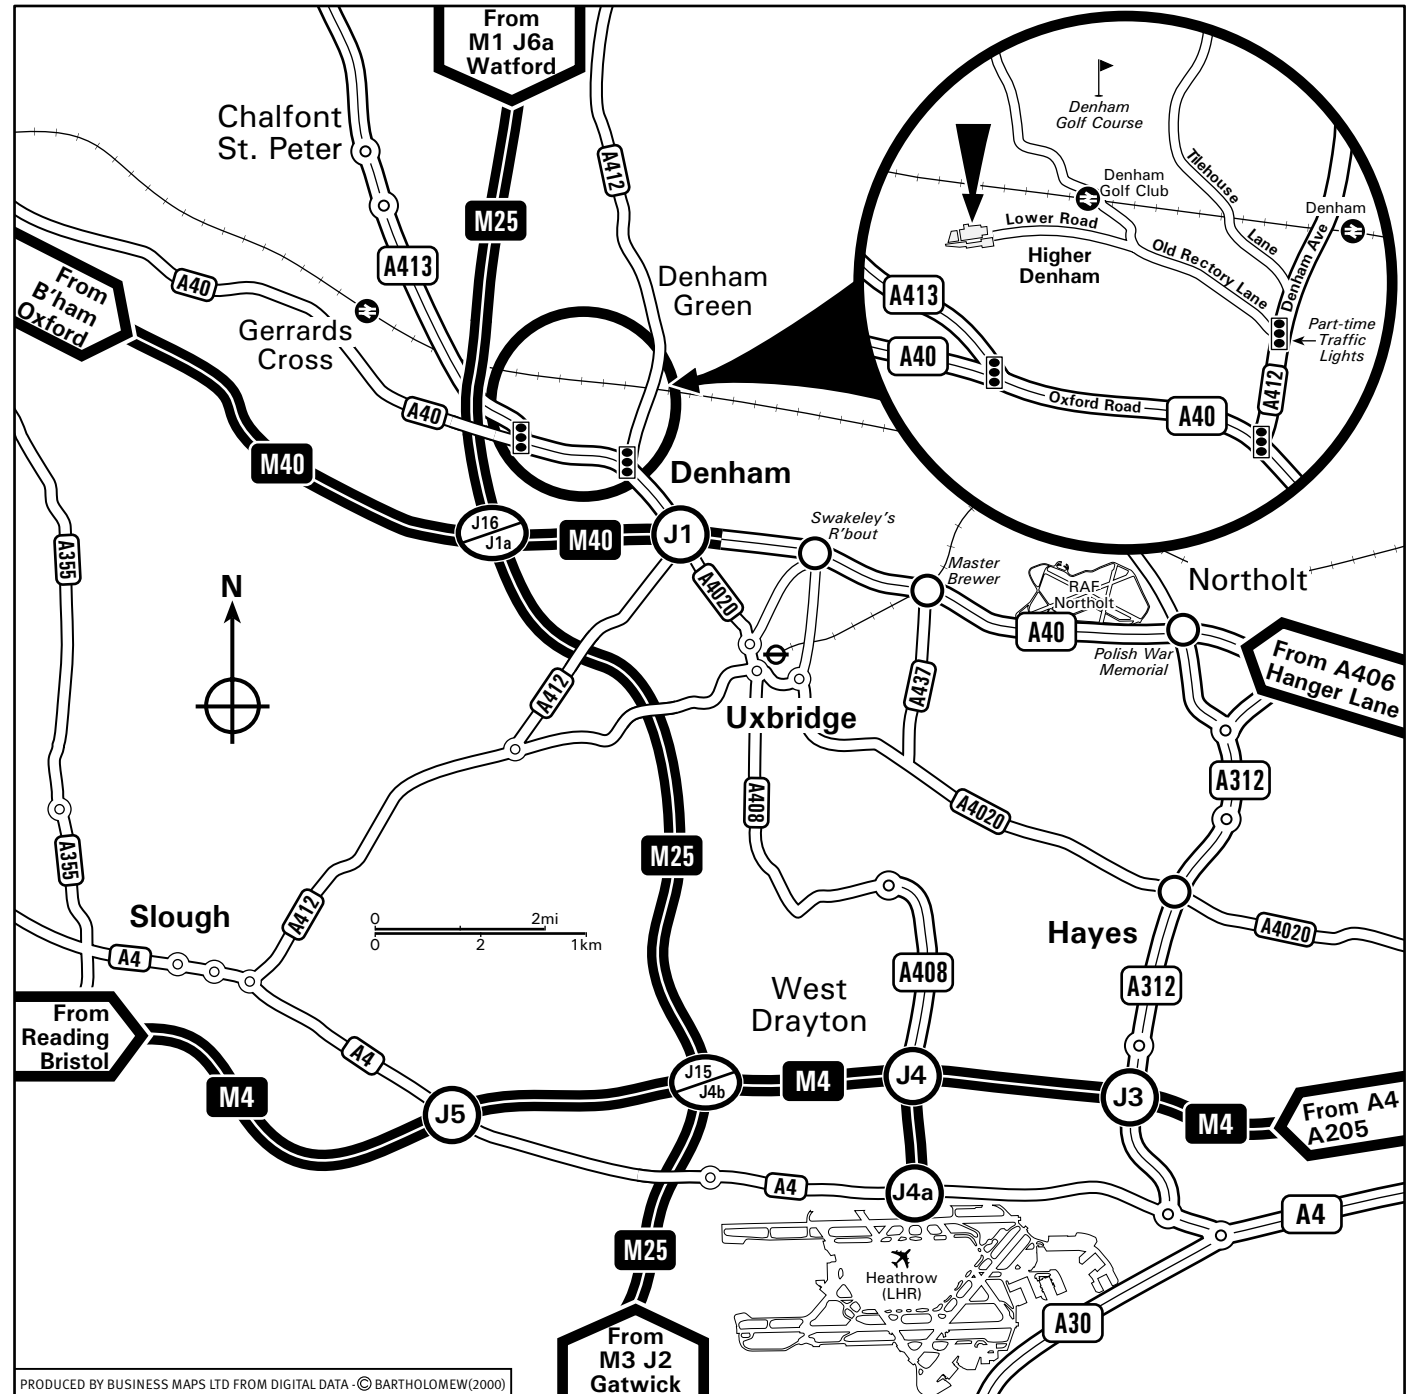 From
M1 J6a
Watford
Chalfont
St. Peter
A412
M25
A413
A40
From
B'ham
Oxford
Gerrards
Cross
Denham
Green
A40
M40
Denham
J16
J1a
M40
J1
A355
A4020
Swakeley's
R'bout
Master
Brewer
RAF
Northolt
Northolt
A40
Polish War
Memorial
From A406
Hanger Lane
N
A412
A437
Uxbridge
A312
A408
A4020
A355
M25
Slough
A412
0
2mi
0
2
1km
Hayes
A4020
A4
A408
A312
West
Drayton
From
Reading
Bristol
A4
M4
J5
J15
J4b
M4
J4
J3
M4
From A4
A205
A4
J4a
A4
M25
Heathrow
(LHR)
A30
From
M3 J2
Gatwick
PRODUCED BY BUSINESS MAPS LTD FROM DIGITAL DATA - © BARTHOLOMEW(2000)
Denham
Golf Course
Tilehouse
Lane
Denham
Golf Club
Denham
Lower Road
Higher
Denham
Old Rectory Lane
Denham Ave
A413
Part-time
Traffic
Lights
A40
A412
Oxford Road
A40